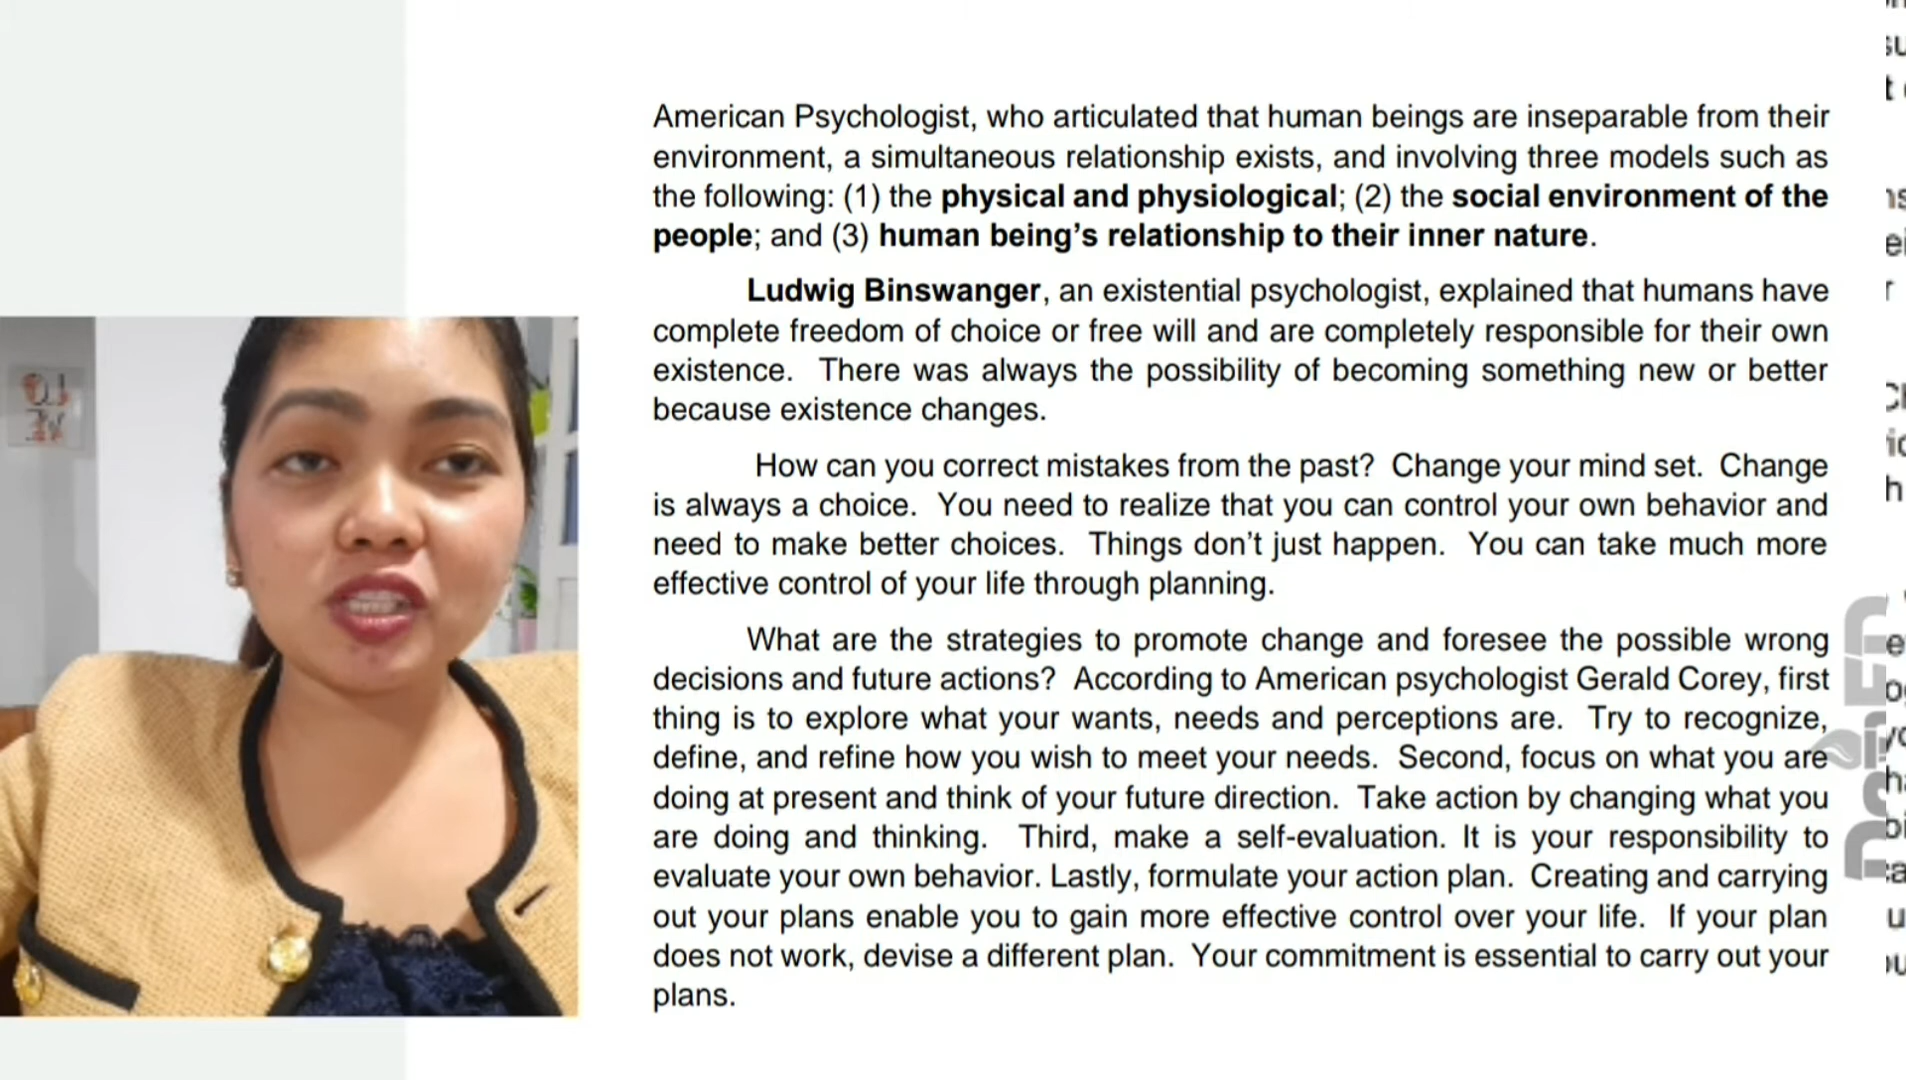 American Psychologist, who articulated that human beings are inseparable from their
environment, a simultaneous relationship exists, and involving three models such as
the following: (1) the physical and physiological; (2) the social environment of the
people; and (3) human being’s relationship to their inner nature.
Ludwig Binswanger, an existential psychologist, explained that humans have
complete freedom of choice or free will and are completely responsible for their own
existence. There was always the possibility of becoming something new or better
because existence changes.
How can you correct mistakes from the past? Change your mind set. Change
is always a choice. You need to realize that you can control your own behavior and
need to make better choices. Things don’t just happen. You can take much more
effective control of your life through planning.
What are the strategies to promote change and foresee the possible wrong
decisions and future actions? According to American psychologist Gerald Corey, first
thing is to explore what your wants, needs and perceptions are. Try to recognize,
define, and refine how you wish to meet your needs. Second, focus on what you are
doing at present and think of your future direction. Take action by changing what you
are doing and thinking. Third, make a self-evaluation. It is your responsibility to
evaluate your own behavior. Lastly, formulate your action plan. Creating and carrying
out your plans enable you to gain more effective control over your life. If your plan
does not work, devise a different plan. Your commitment is essential to carry out your
plans.